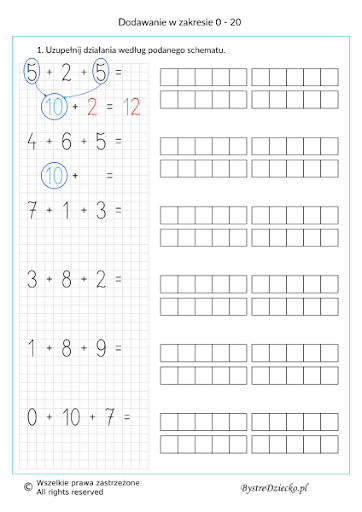 Dodawanie w zakresie 0 - 20
1. Uzupełnij działania według podanego schematu.
5 + 2 + 5 =
10 + 2 = 12
4 + 6 + 5 =
10 + =
7 + 1 + 3 =
3 + 8 + 2 =
1 + 8 + 9 =
0 + 10 + 7 =
© Wszelkie prawa zastrzeżone
All rights reserved
BystreDziecko.pl